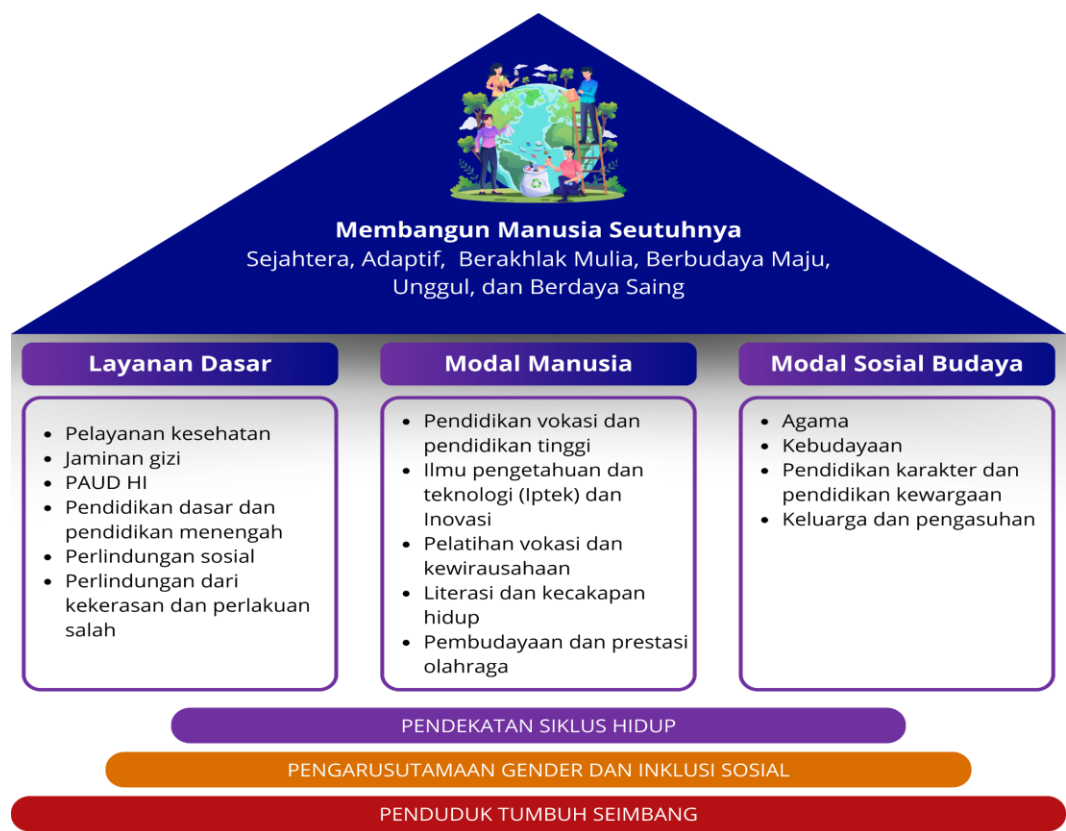 Membangun Manusia Seutuhnya
Sejahtera, Adaptif, Berakhlak Mulia, Berbudaya Maju,
Unggul, dan Berdaya Saing
Layanan Dasar
• Pelayanan kesehatan
• Jaminan gizi
• PAUD HI
• Pendidikan dasar dan
pendidikan menengah
• Perlindungan sosial
• Perlindungan dari
kekerasan dan perlakuan
salah
Modal Manusia
• Pendidikan vokasi dan
pendidikan tinggi
• Ilmu pengetahuan dan
teknologi (Iptek) dan
Inovasi
• Pelatihan vokasi dan
kewirausahaan
• Literasi dan kecakapan
hidup
• Pembudayaan dan prestasi
olahraga
Modal Sosial Budaya
• Agama
• Kebudayaan
• Pendidikan karakter dan
pendidikan kewargaan
• Keluarga dan pengasuhan
PENDEKATAN SIKLUS HIDUP
PENGARUSUTAMAAN GENDER DAN INKLUSI SOSIAL
PENDUDUK TUMBUH SEIMBANG